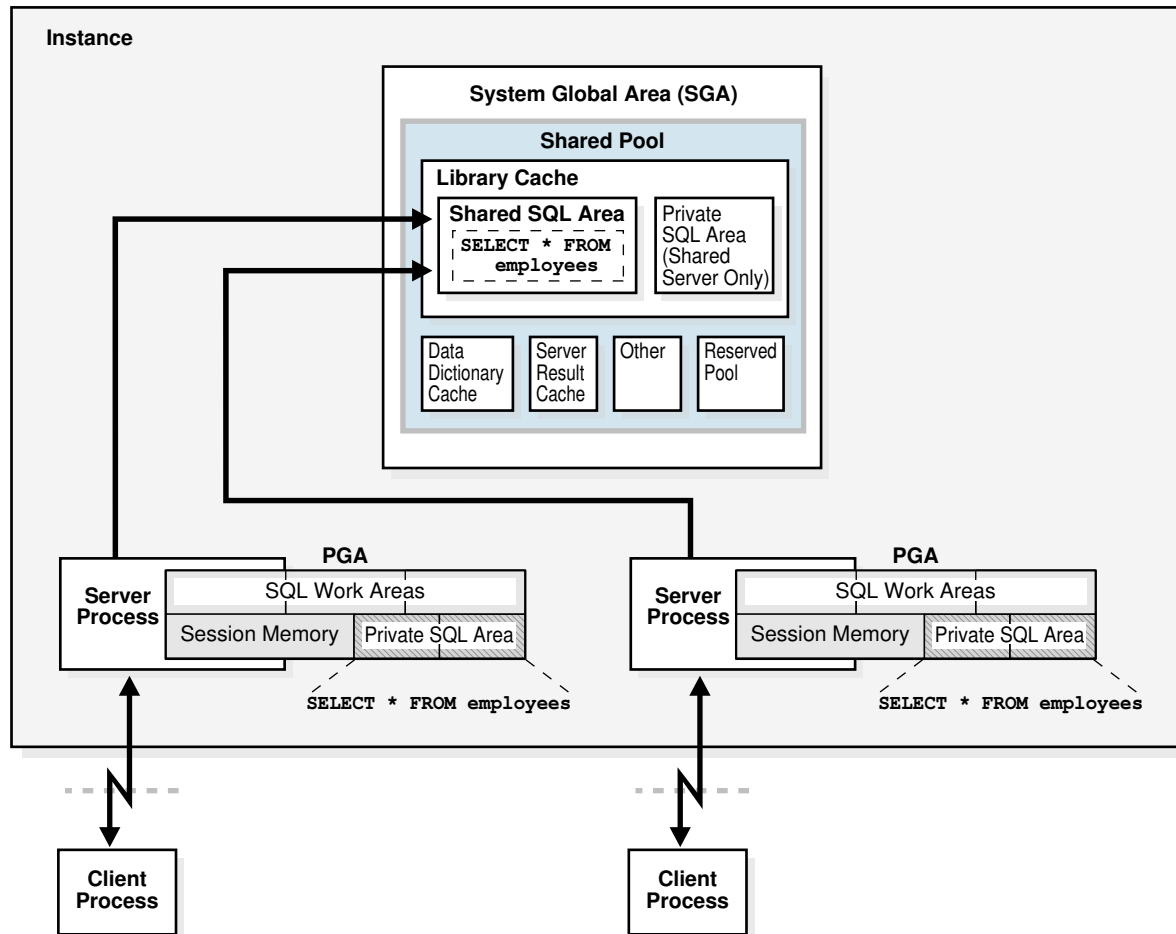 Instance
System Global Area (SGA)
Shared Pool
Library Cache
Shared SQL Area
SELECT * FROM
employees
Private
SQL Area
(Shared
Server Only)
Data
Dictionary
Cache
Server
Result
Cache
Other
Reserved
Pool
PGA
Server
Process
SQL Work Areas
Session Memory
Private SQL Area
SELECT * FROM employees
PGA
Server
Process
SQL Work Areas
Session Memory
Private SQL Area
SELECT * FROM employees
Client
Process
Client
Process